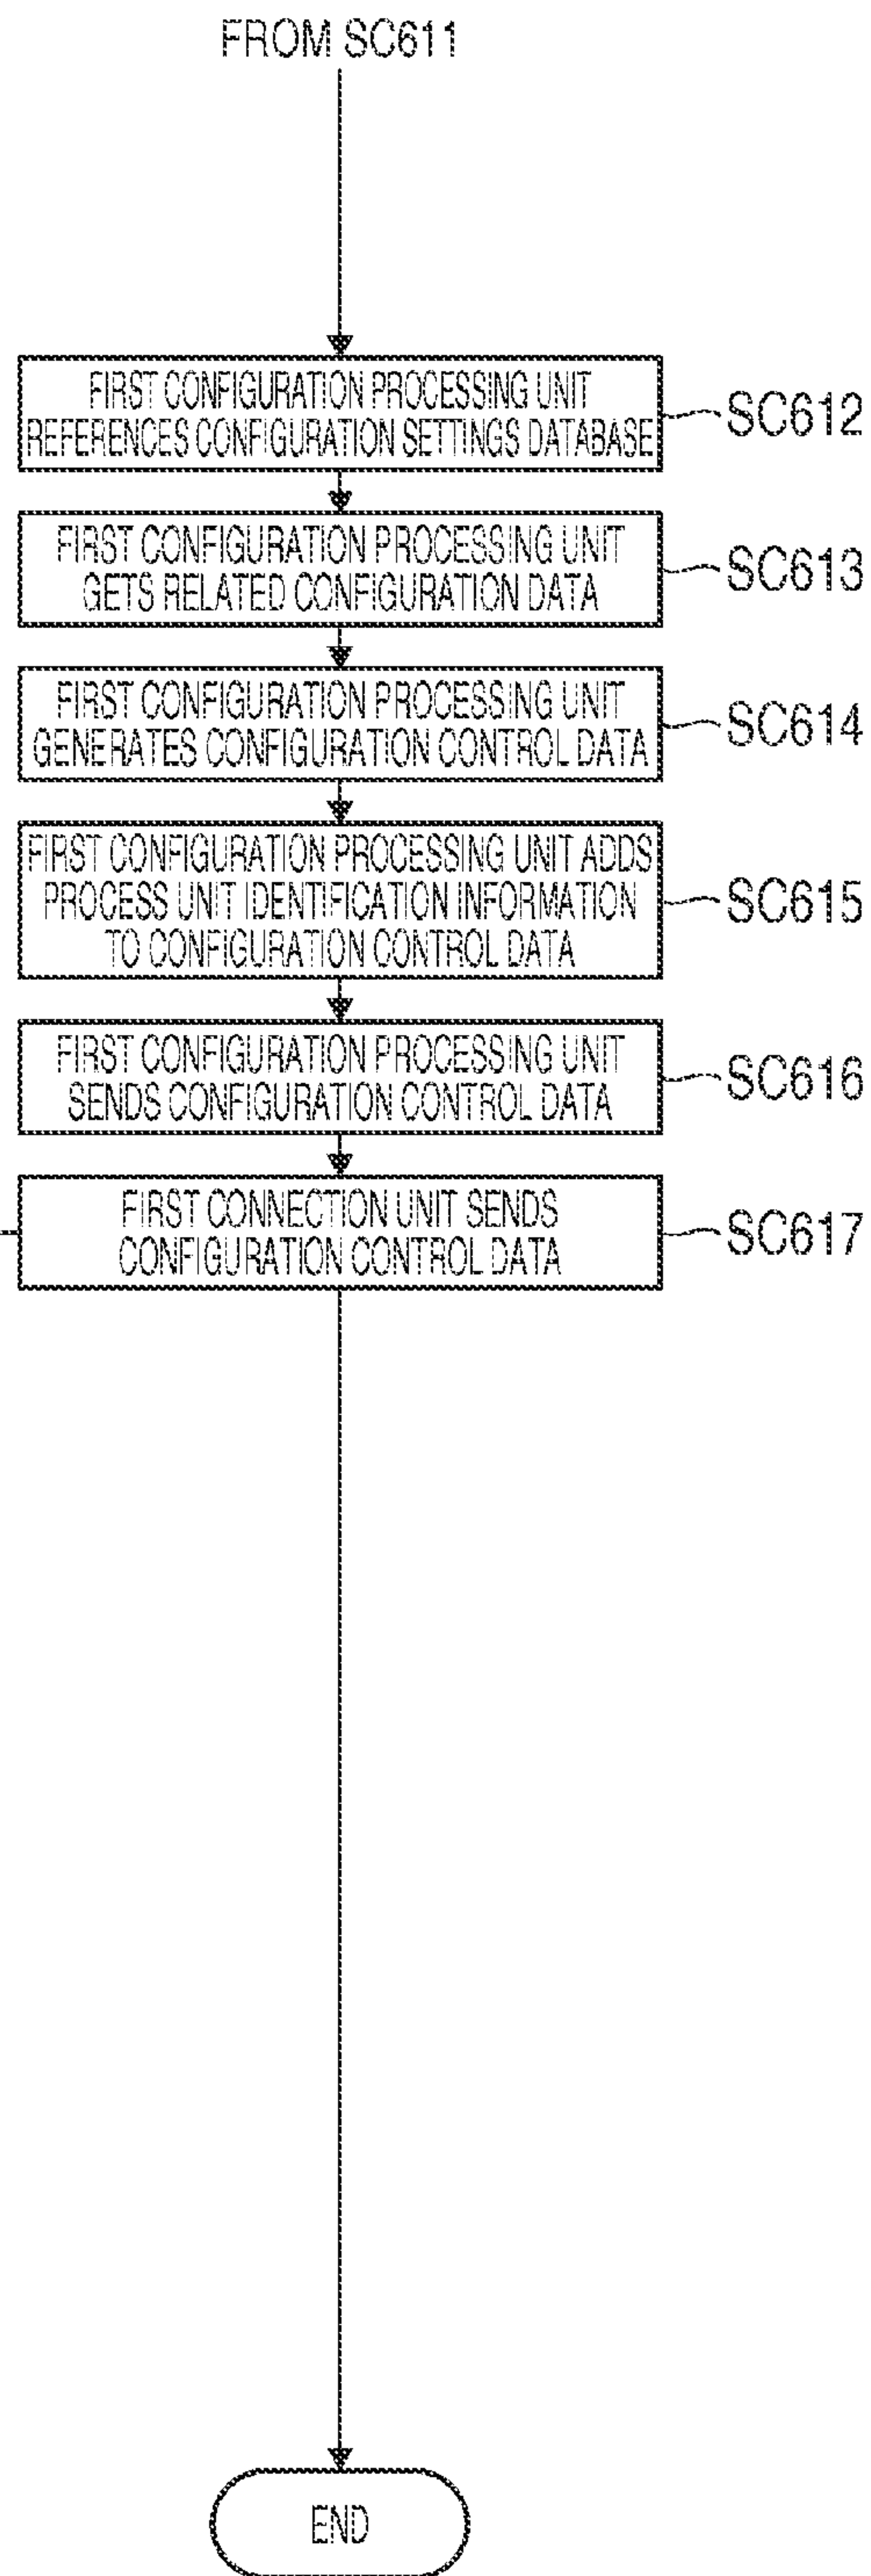 FROM SC611
FIRST CONFIGURATION PROCESSING UNIT
REFERENCES CONFIGURATION SETTINGS DATABASE
SC612
FIRST CONFIGURATION PROCESSING UNIT
GETS RELATED CONFIGURATION DATA
SC613
FIRST CONFIGURATION PROCESSING UNIT
GENERATES CONFIGURATION CONTROL DATA
SC614
FIRST CONFIGURATION PROCESSING UNIT ADDS
PROCESS UNIT IDENTIFICATION INFORMATION
TO CONFIGURATION CONTROL DATA
SC615
FIRST CONFIGURATION PROCESSING UNIT
SENDS CONFIGURATION CONTROL DATA
SC616
FIRST CONNECTION UNIT SENDS
CONFIGURATION CONTROL DATA
SC617
END